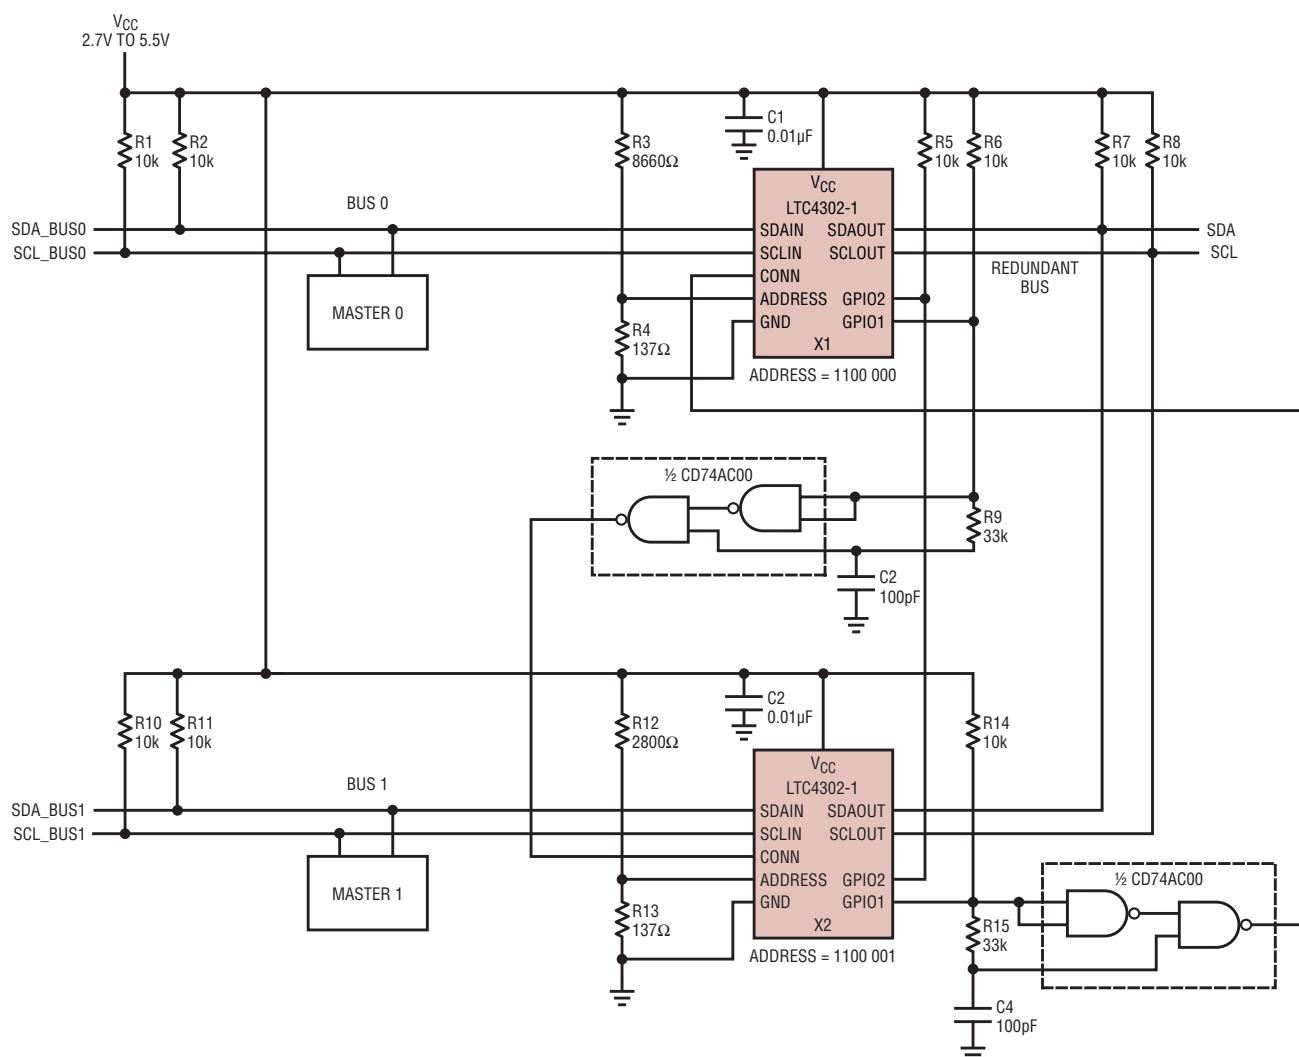 VCC
2.7V TO 5.5V
R1
10k
R2
10k
R3
8660Ω
C1
0.01µF
R5
10k
R6
10k
R7
10k
R8
10k
VCC
LTC4302-1
BUS 0
SDA_BUS0
SCL_BUS0
SDAIN
SDAOUT
SDA
SCLIN
SCLOUT
SCL
CONN
REDUNDANT
BUS
ADDRESS
GPIO2
GND
GPIO1
X1
MASTER 0
R4
137Ω
ADDRESS = 1100 000
½ CD74AC00
R9
33k
C2
100pF
R10
10k
R11
10k
R12
2800Ω
C2
0.01µF
R14
10k
VCC
LTC4302-1
BUS 1
SDA_BUS1
SCL_BUS1
SDAIN
SDAOUT
SCLIN
SCLOUT
CONN
ADDRESS
GPIO2
GND
GPIO1
X2
MASTER 1
R13
137Ω
ADDRESS = 1100 001
½ CD74AC00
R15
33k
C4
100pF